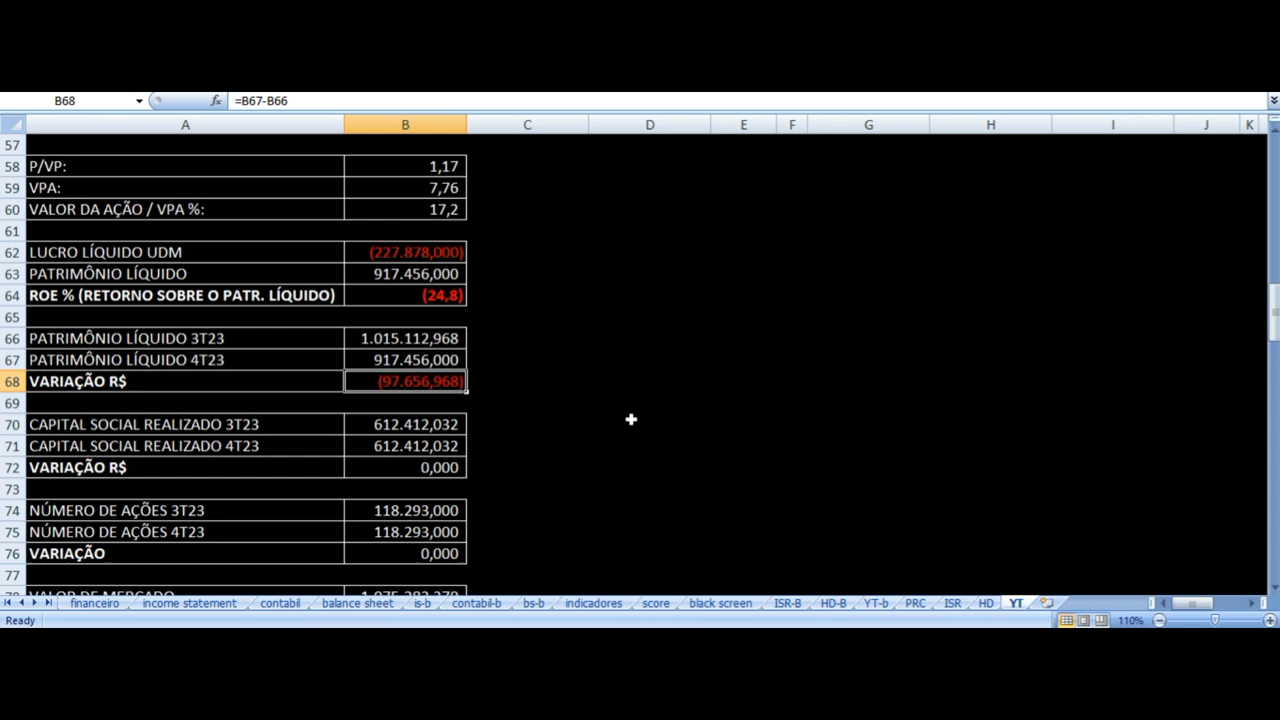 B68 fx =B67-B66
A B C D E F G H I J K
57
58 P/VP: 1,17
59 VPA: 7,76
60 VALOR DA AÇÃO / VPA %: 17,2
61
62 LUCRO LÍQUIDO UDM (227.878,000)
63 PATRIMÔNIO LÍQUIDO 917.456,000
64 ROE % (RETORNO SOBRE O PATR. LÍQUIDO) (24,8)
65
66 PATRIMÔNIO LÍQUIDO 3T23 1.015.112,968
67 PATRIMÔNIO LÍQUIDO 4T23 917.456,000
68 VARIAÇÃO R$ (97.656,968)
69
70 CAPITAL SOCIAL REALIZADO 3T23 612.412,032
71 CAPITAL SOCIAL REALIZADO 4T23 612.412,032
72 VARIAÇÃO R$ 0,000
73
74 NÚMERO DE AÇÕES 3T23 118.293,000
75 NÚMERO DE AÇÕES 4T23 118.293,000
76 VARIAÇÃO 0,000
77
VALOR DE MERCADO
financeiro income statement contabil balance sheet is-b contabil-b bs-b indicadores score black screen ISR-B HD-B YT-b PRC ISR HD YT
Ready 110%